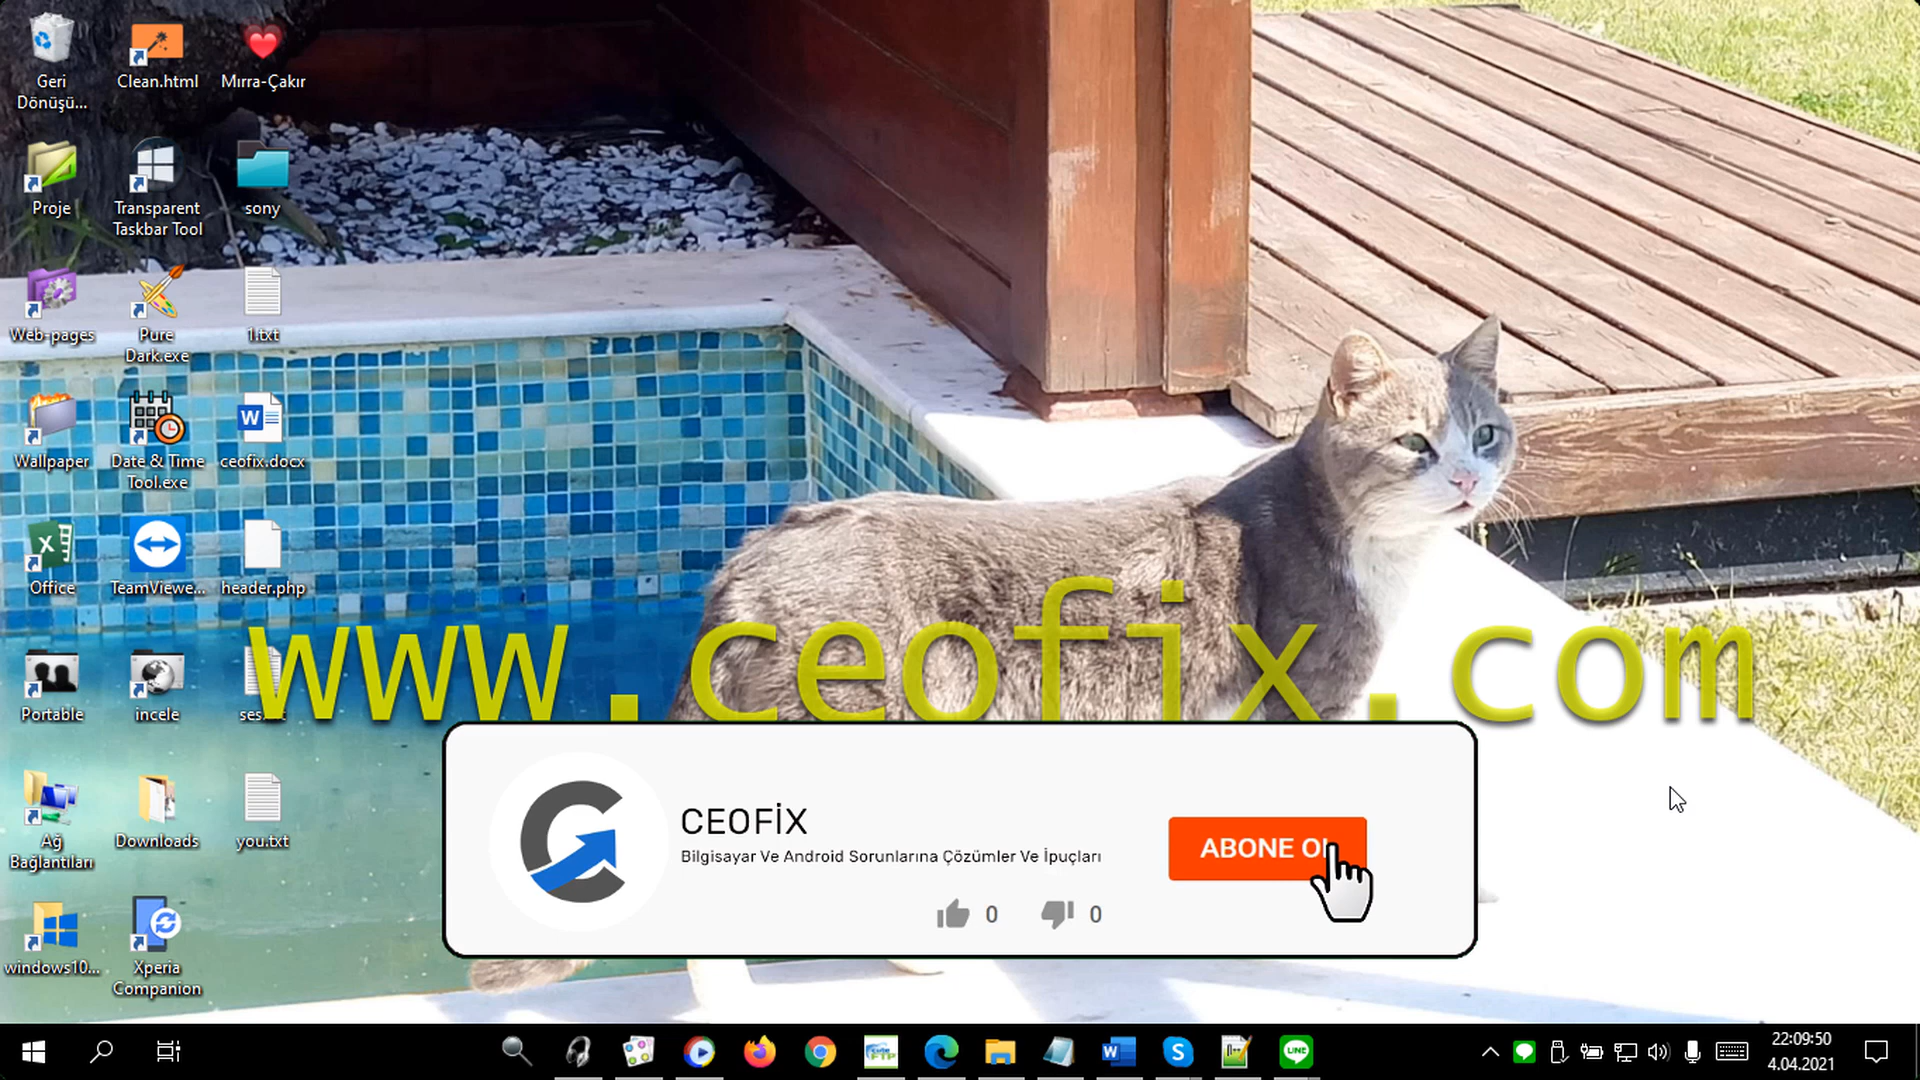 Geri
Dönüşü...
Clean.html
Mırra-Çakır
Proje
Transparent
Taskbar Tool
sony
Web-pages
Pure
Dark.exe
1.txt
Wallpaper
Date & Time
Tool.exe
ceofix.docx
Office
TeamViewe...
header.php
Portable
incele
www.ceofix.com
Ağ
Bağlantıları
Downloads
you.txt
windows10...
Xperia
Companion
CEOFİX
Bilgisayar Ve Android Sorunlarına Çözümler Ve İpuçları
ABONE OL
0
0
22:09:50
4.04.2021